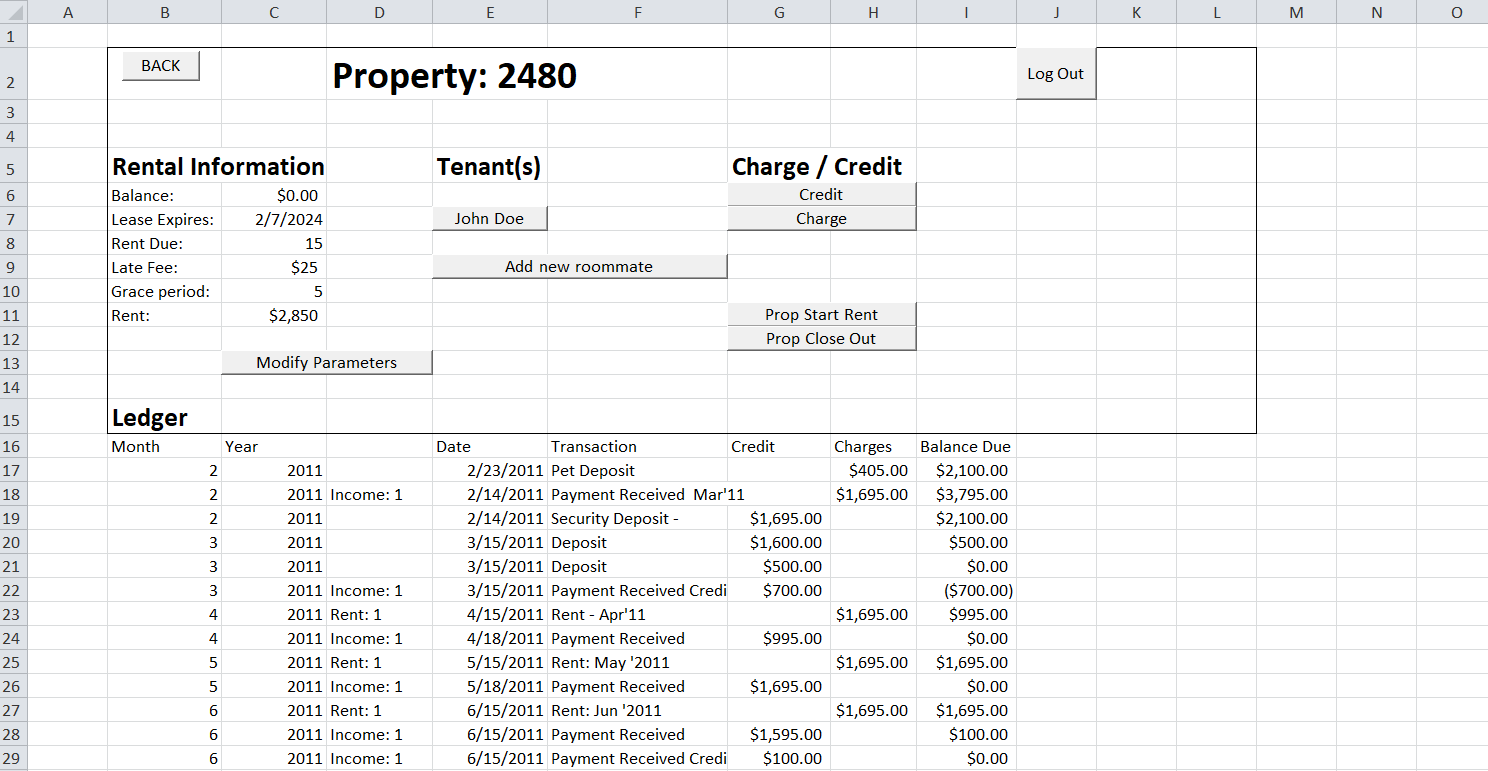 A B C D E F G H I J K L M N O
1
2 BACK Property: 2480 Log Out
3
4
5 Rental Information Tenant(s) Charge / Credit
6 Balance: $0.00 Credit
7 Lease Expires: 2/7/2024 John Doe Charge
8 Rent Due: 15
9 Late Fee: $25 Add new roommate
10 Grace period: 5
11 Rent: $2,850 Prop Start Rent
12 Prop Close Out
13 Modify Parameters
14
15 Ledger
16 Month Year Date Transaction Credit Charges Balance Due
17 2 2011 2/23/2011 Pet Deposit $405.00 $2,100.00
18 2 2011 Income: 1 2/14/2011 Payment Received  Mar'11 $1,695.00 $3,795.00
19 2 2011 2/14/2011 Security Deposit - $1,695.00 $2,100.00
20 3 2011 3/15/2011 Deposit $1,600.00 $500.00
21 3 2011 3/15/2011 Deposit $500.00 $0.00
22 3 2011 Income: 1 3/15/2011 Payment Received Credi $700.00 ($700.00)
23 4 2011 Rent: 1 4/15/2011 Rent - Apr'11 $1,695.00 $995.00
24 4 2011 Income: 1 4/18/2011 Payment Received $995.00 $0.00
25 5 2011 Rent: 1 5/15/2011 Rent: May '2011 $1,695.00 $1,695.00
26 5 2011 Income: 1 5/18/2011 Payment Received $1,695.00 $0.00
27 6 2011 Rent: 1 6/15/2011 Rent: Jun '2011 $1,695.00 $1,695.00
28 6 2011 Income: 1 6/15/2011 Payment Received $1,595.00 $100.00
29 6 2011 Income: 1 6/15/2011 Payment Received Credi $100.00 $0.00